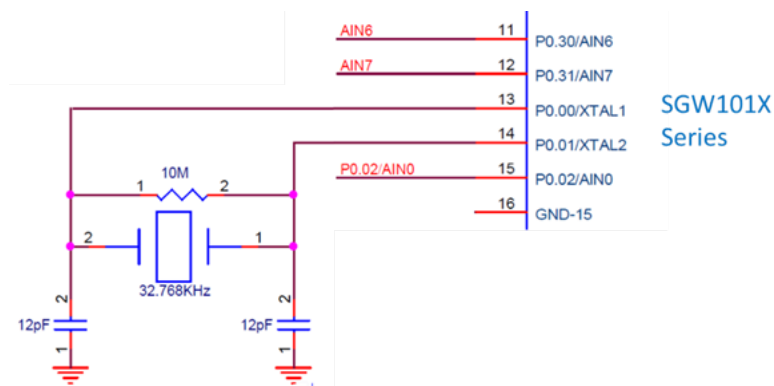 AIN6 11 P0.30/AIN6
AIN7 12 P0.31/AIN7
13 P0.00/XTAL1 SGW101X
14 P0.01/XTAL2 Series
P0.02/AIN0 15 P0.02/AIN0
16 GND-15
10M
1 2
2 1
32.768KHz
2 2
12pF 12pF
1 1